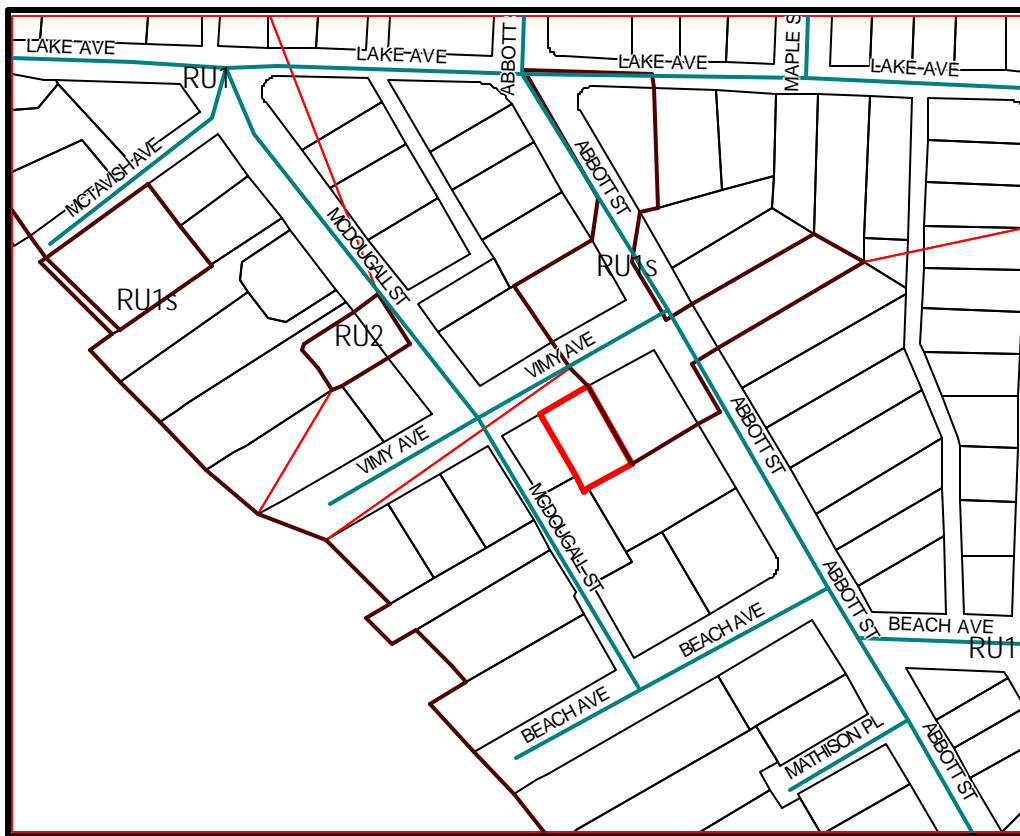 LAKE AVE
LAKE AVE
ABBOTT S
LAKE AVE
MAPLE S
LAKE AVE
RU1
MCTAVISH AVE
ABBOTT ST
MCDOUGALL ST
RU1s
RU1s
RU2
VIMY AVE
VIMY AVE
ABBOTT ST
MCDOUGALL ST
ABBOTT ST
BEACH AVE
BEACH AVE
RU1
BEACH AVE
MATHISON PL
ABBOTT ST